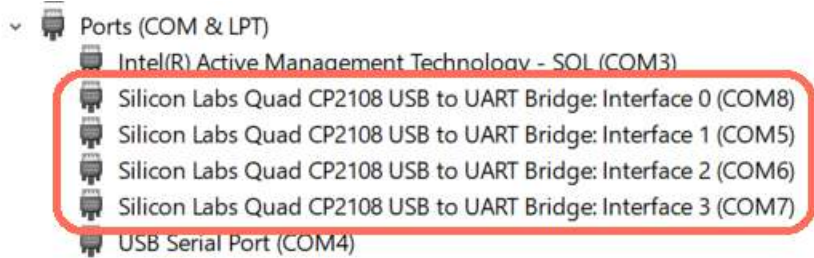 Ports (COM & LPT)
Intel(R) Active Management Technology - SOL (COM3)
Silicon Labs Quad CP2108 USB to UART Bridge: Interface 0 (COM8)
Silicon Labs Quad CP2108 USB to UART Bridge: Interface 1 (COM5)
Silicon Labs Quad CP2108 USB to UART Bridge: Interface 2 (COM6)
Silicon Labs Quad CP2108 USB to UART Bridge: Interface 3 (COM7)
USB Serial Port (COM4)